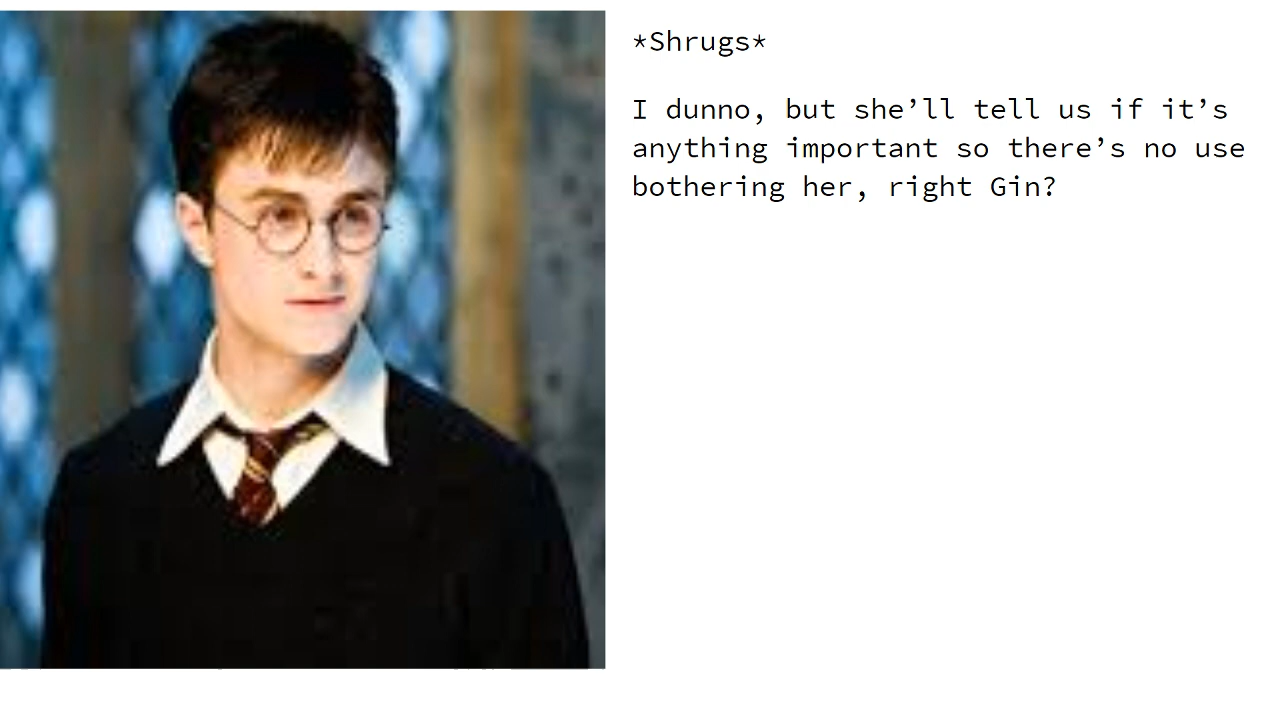 *Shrugs*
I dunno, but she’ll tell us if it’s
anything important so there’s no use
bothering her, right Gin?